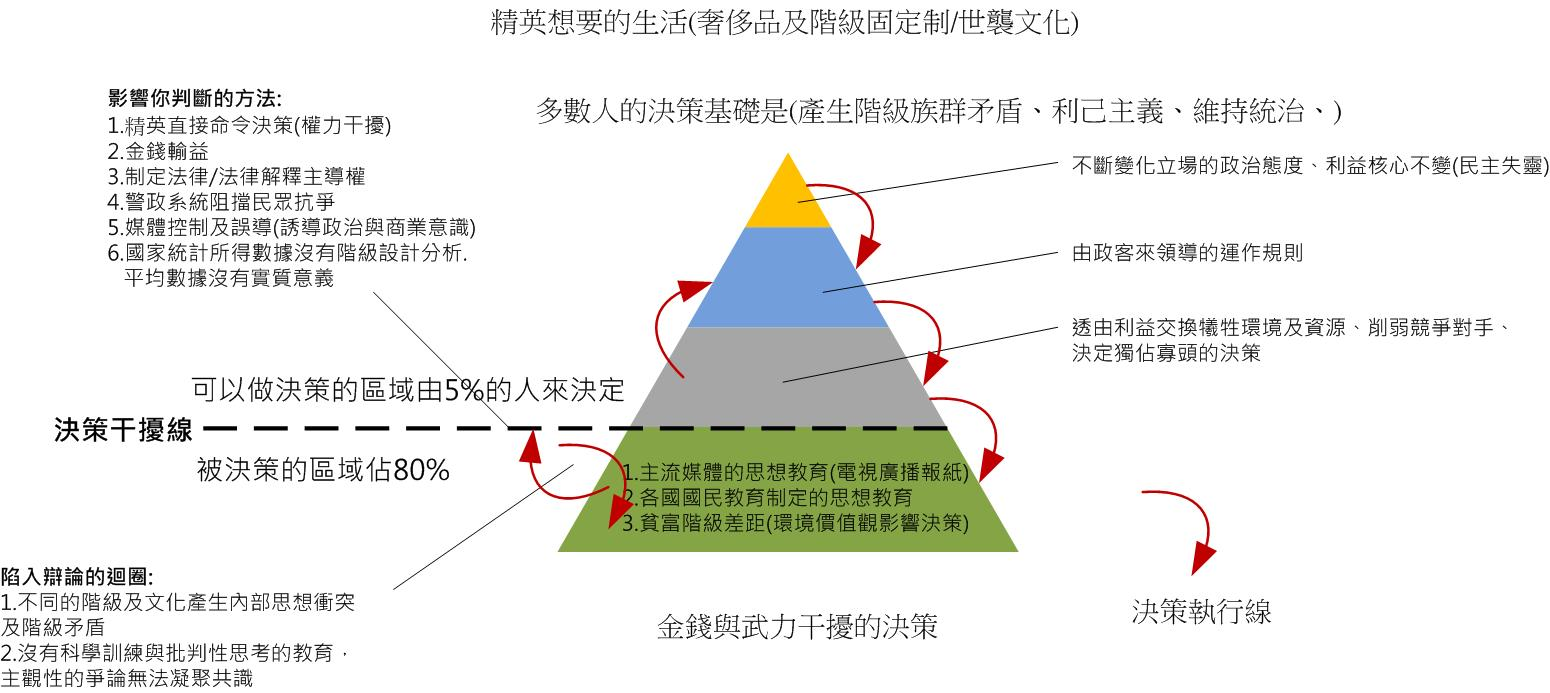 精英想要的生活(奢侈品及階級固定制/世襲文化)
多數人的決策基礎是(產生階級族群矛盾、利己主義、維持統治、)
影響你判斷的方法:
1.精英直接命令決策(權力干擾)
2.金錢輸益
3.制定法律/法律解釋主導權
4.警政系統阻擋民眾抗爭
5.媒體控制及誤導(誘導政治與商業意識)
6.國家統計所得數據沒有階級設計分析.
平均數據沒有實質意義
不斷變化立場的政治態度、利益核心不變(民主失靈)
由政客來領導的運作規則
透由利益交換犧牲環境及資源、削弱競爭對手、
決定獨佔寡頭的決策
可以做決策的區域由5%的人來決定
決策干擾線
被決策的區域佔80%
1.主流媒體的思想教育(電視廣播報紙)
2.各國國民教育制定的思想教育
3.貧富階級差距(環境價值觀影響決策)
陷入辯論的迴圈:
1.不同的階級及文化產生內部思想衝突
及階級矛盾
2.沒有科學訓練與批判性思考的教育，
主觀性的爭論無法凝聚共識
金錢與武力干擾的決策
決策執行線